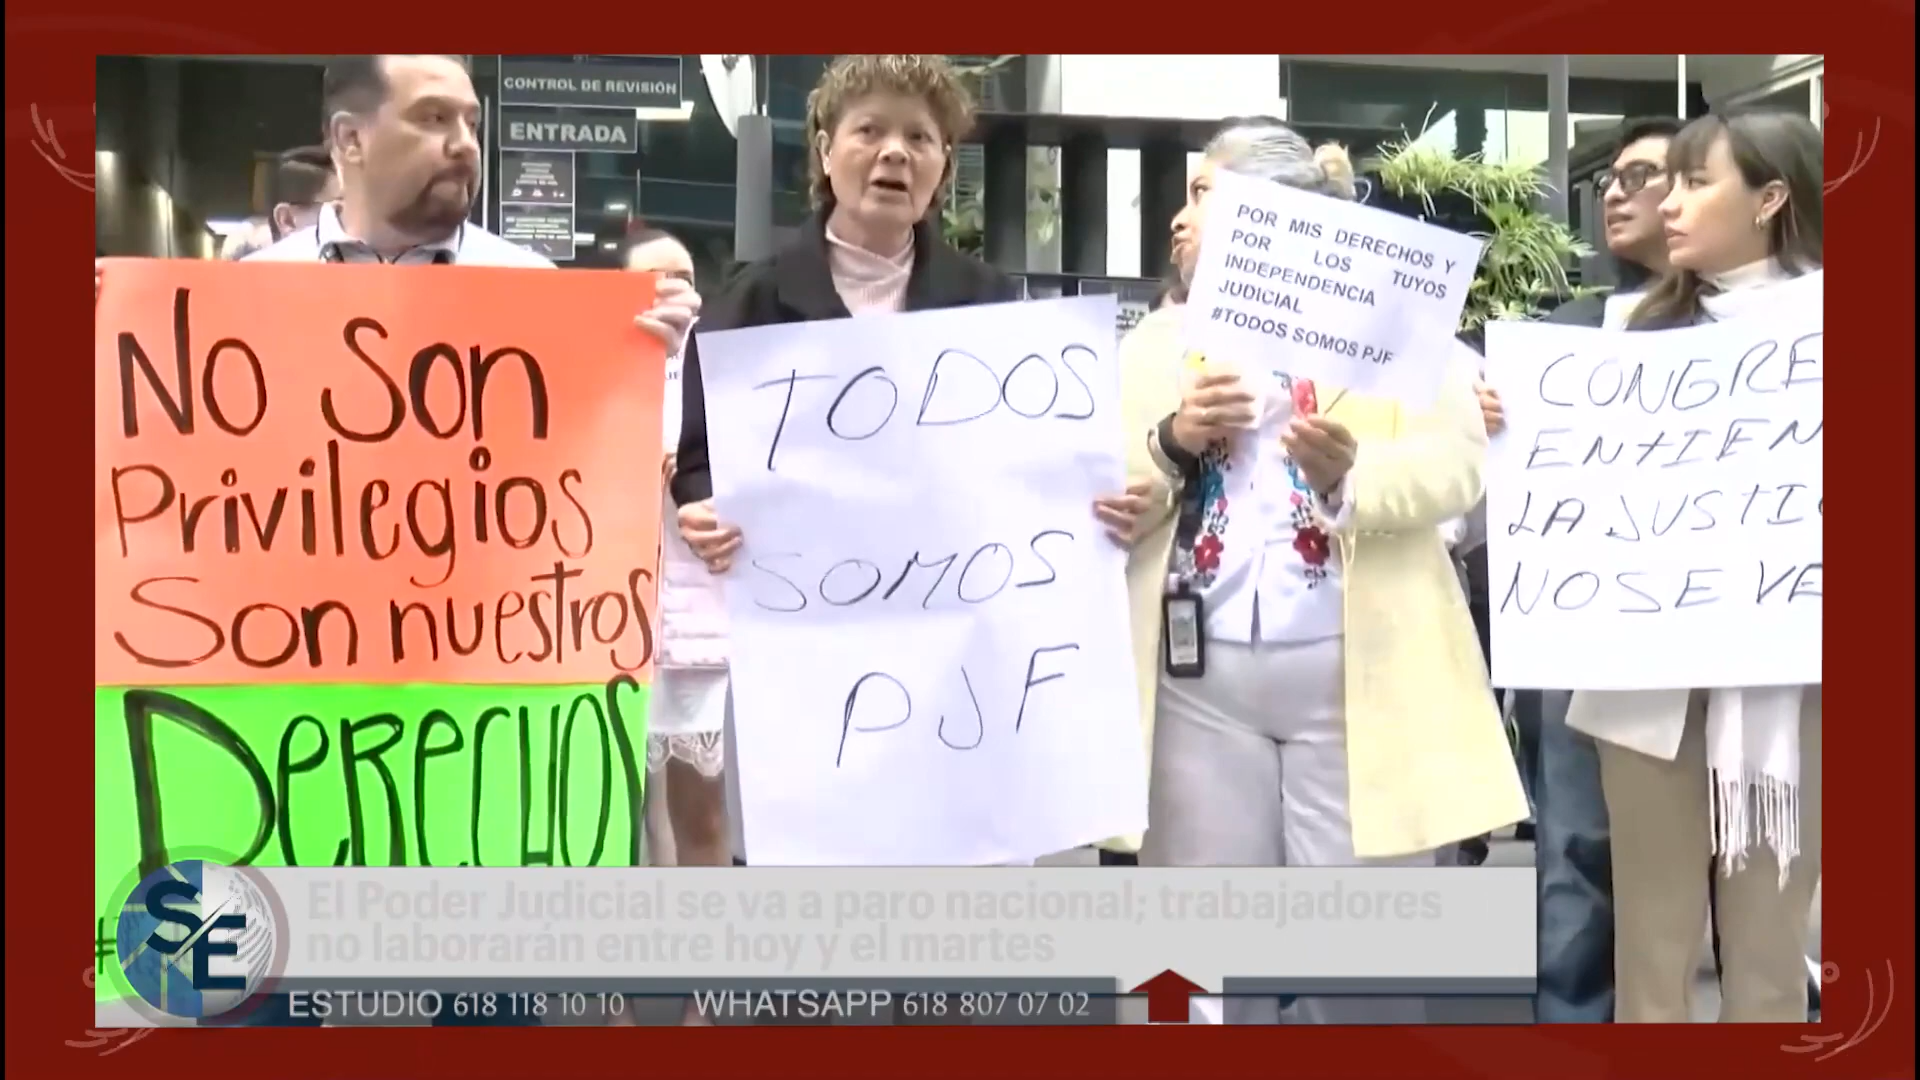 CONTROL DE REVISIÓN
ENTRADA
No Son
Privilegios
Son nuestros
DERECHOS
#
TODOS
SOMOS
PJF
POR MIS DERECHOS Y
POR LOS TUYOS
INDEPENDENCIA
JUDICIAL
#TODOS SOMOS PJF
CONGRE
ENTIEN
LA JUSTIC
NO SE VE
El Poder Judicial se va a paro nacional; trabajadores
no laborarán entre hoy y el martes
SE
ESTUDIO 618 118 10 10 WHATSAPP 618 807 07 02